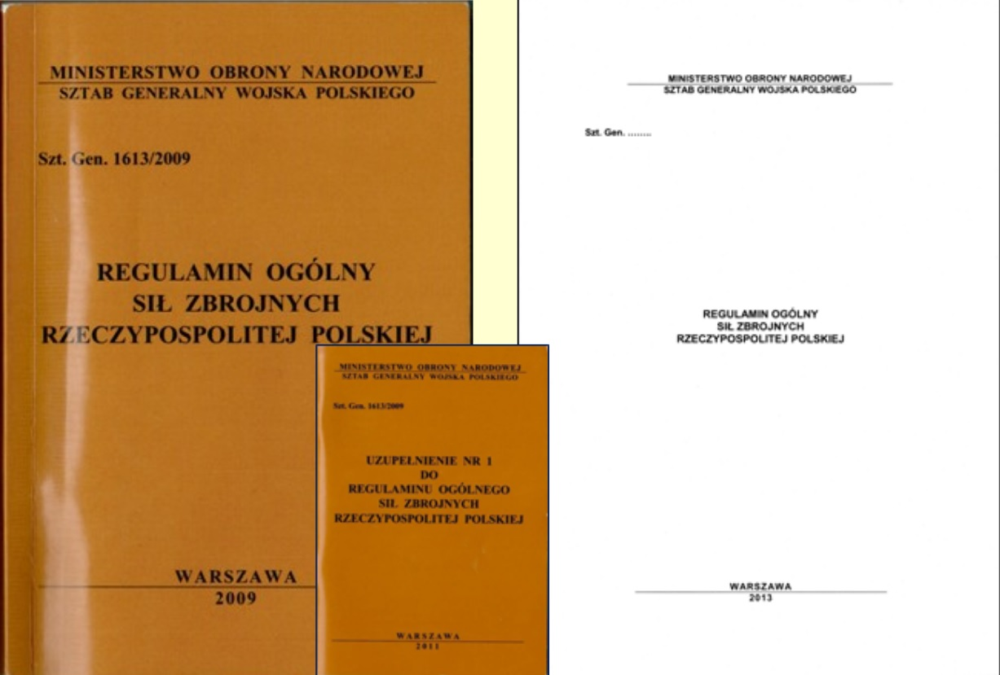 MINISTERSTWO OBRONY NARODOWEJ
SZTAB GENERALNY WOJSKA POLSKIEGO
Szt. Gen. 1613/2009
REGULAMIN OGÓLNY
SIŁ ZBROJNYCH
RZECZYPOSPOLITEJ POLSKIEJ
WARSZAWA
2009
MINISTERSTWO OBRONY NARODOWEJ
SZTAB GENERALNY WOJSKA POLSKIEGO
Szt. Gen. 1613/2009
UZUPEŁNIENIE NR 1
DO
REGULAMINU OGÓLNEGO
SIŁ ZBROJNYCH
RZECZYPOSPOLITEJ POLSKIEJ
WARSZAWA
2011
MINISTERSTWO OBRONY NARODOWEJ
SZTAB GENERALNY WOJSKA POLSKIEGO
Szt. Gen. ........
REGULAMIN OGÓLNY
SIŁ ZBROJNYCH
RZECZYPOSPOLITEJ POLSKIEJ
WARSZAWA
2013